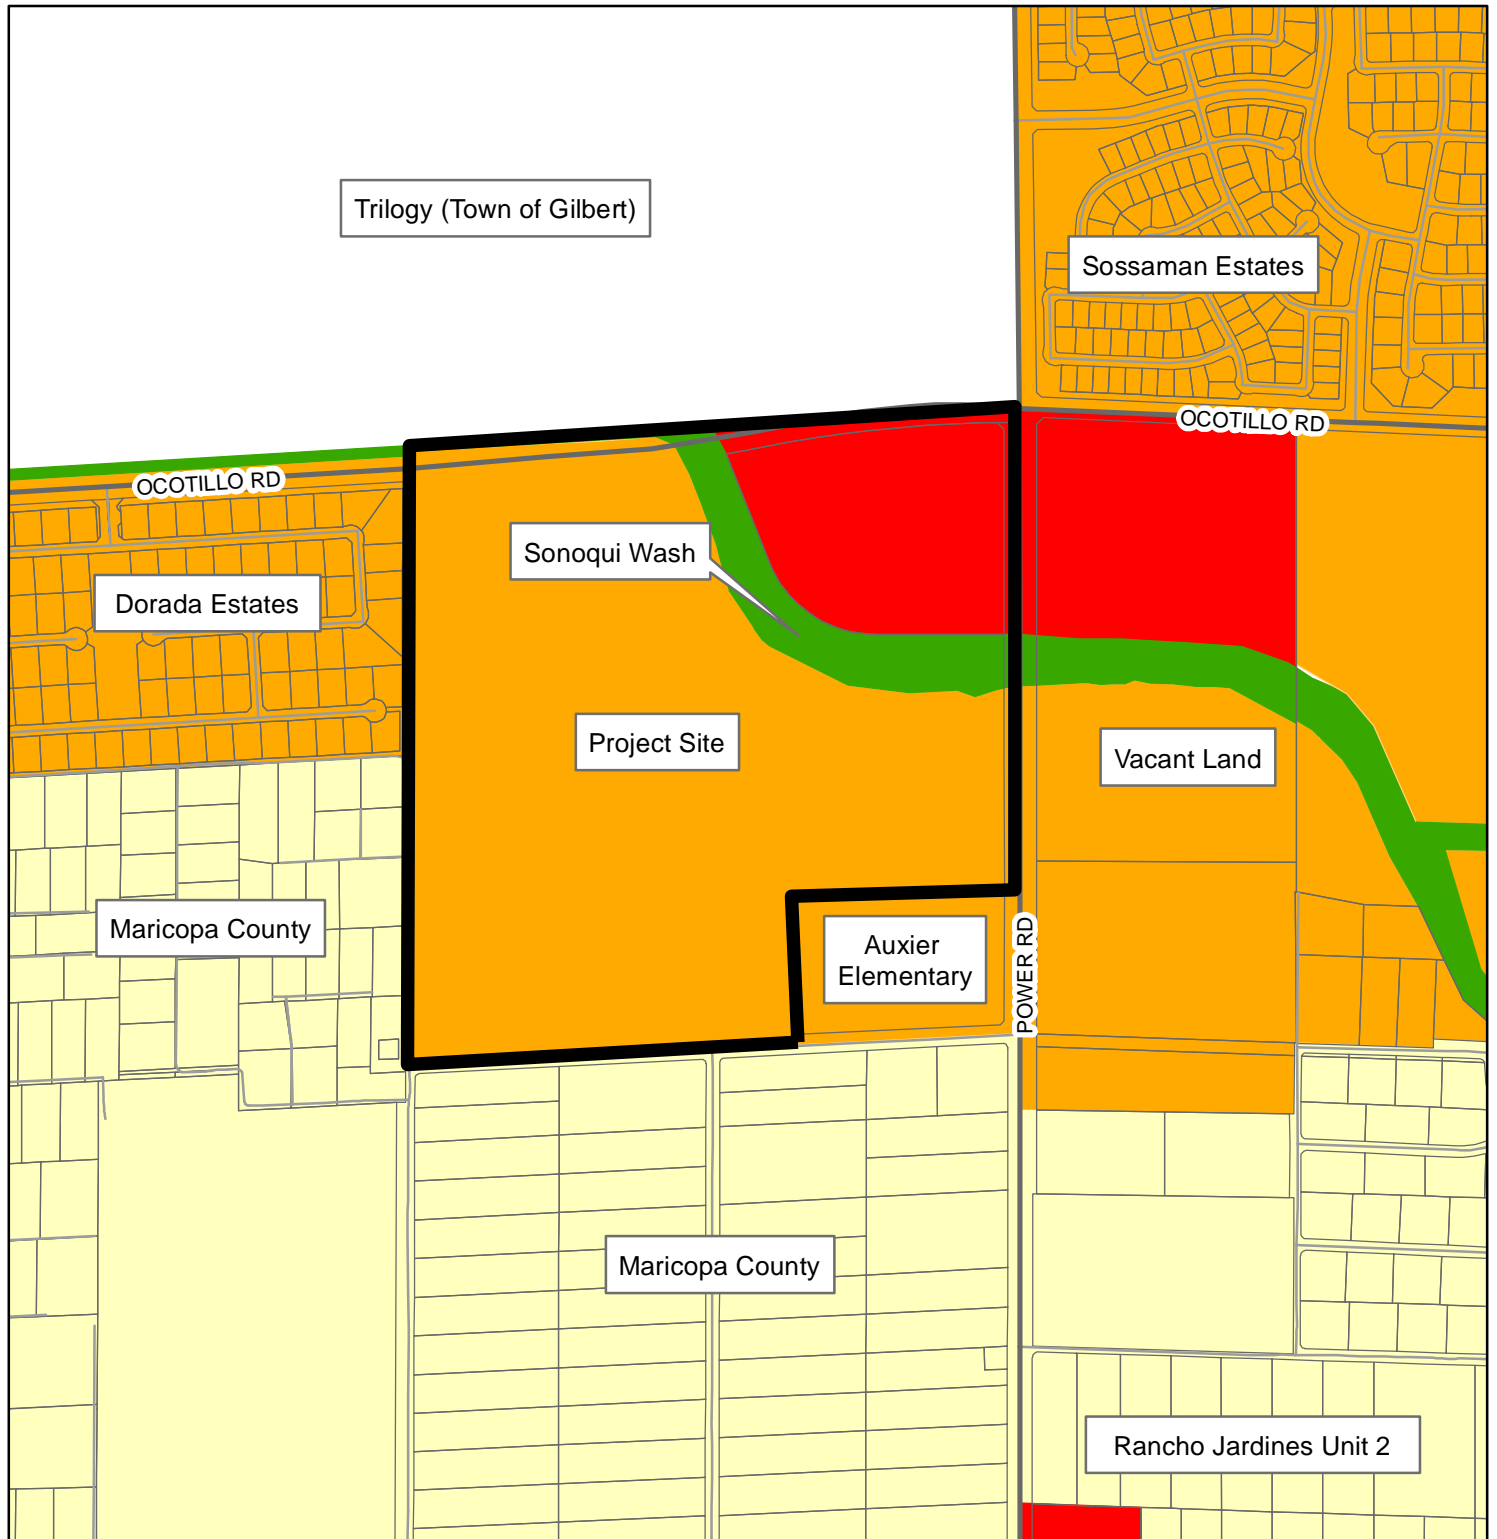 Trilogy (Town of Gilbert)
Sossaman Estates
OCOTILLO RD
OCOTILLO RD
Sonoqui Wash
Dorada Estates
Project Site
Vacant Land
Maricopa County
Auxier
Elementary
POWER RD
Maricopa County
Rancho Jardines Unit 2